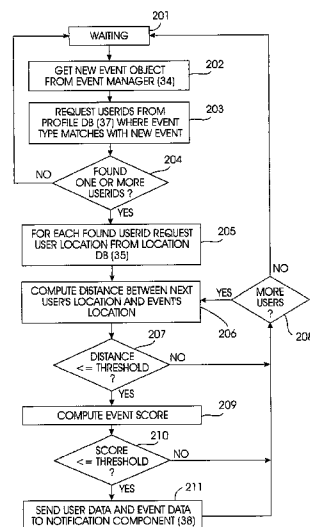 201
WAITING
202
GET NEW EVENT OBJECT
FROM EVENT MANAGER (34)
203
REQUEST USERIDS FROM
PROFILE DB (37) WHERE EVENT
TYPE MATCHES WITH NEW EVENT
204
NO
FOUND
ONE OR MORE
USERIDS ?
YES
205
FOR EACH FOUND USERID REQUEST
USER LOCATION FROM LOCATION
DB (35)
NO
COMPUTE DISTANCE BETWEEN NEXT
USER'S LOCATION AND EVENT'S
LOCATION
YES
MORE
USERS
?
206
208
207
DISTANCE
<= THRESHOLD
?
NO
YES
COMPUTE EVENT SCORE
209
210
SCORE
<= THRESHOLD
?
NO
YES
211
SEND USER DATA AND EVENT DATA
TO NOTIFICATION COMPONENT (38)